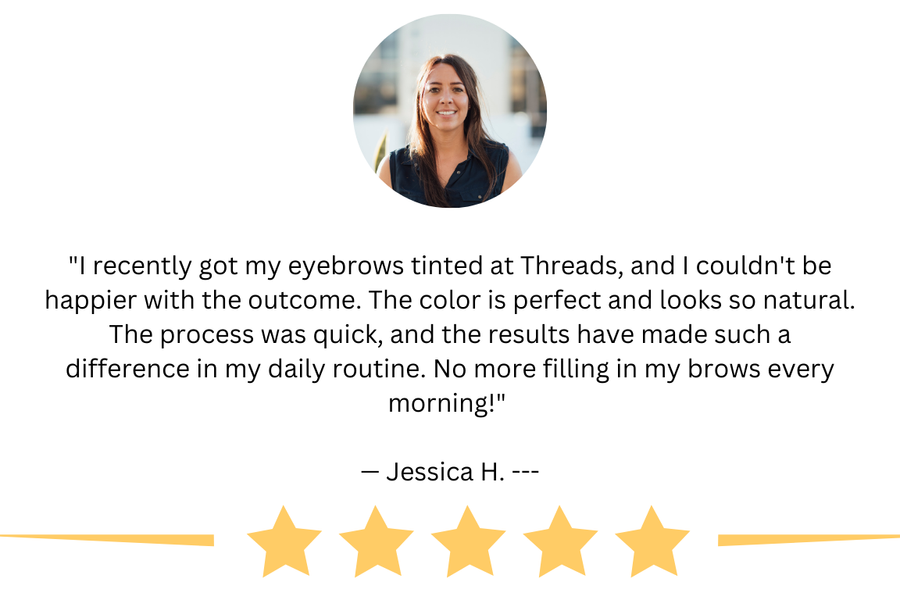 "I recently got my eyebrows tinted at Threads, and I couldn't be
happier with the outcome. The color is perfect and looks so natural.
The process was quick, and the results have made such a
difference in my daily routine. No more filling in my brows every
morning!"
— Jessica H. ---